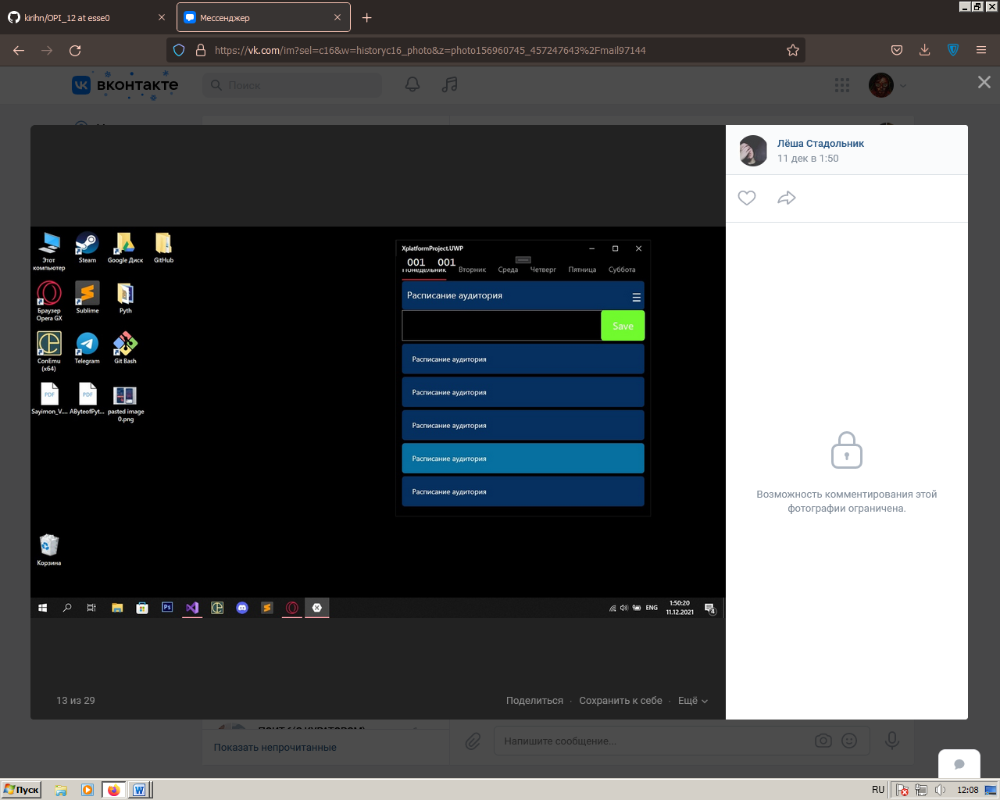 kirihn/OPI_12 at esse0
Мессенджер
https://vk.com/im?sel=c16&w=historyc16_photo&z=photo156960745_457247643%2Fmail97144
вконтакте
Поиск
Лёша Стадольник
11 дек в 1:50
Этот компьютер
Steam
Google Диск
GitHub
Браузер Opera GX
Sublime
Pyth
ConEmu (x64)
Telegram
Git Bash
Sayimon_V....
AByteofPyt...
pasted image 0.png
Корзина
XplatformProject.UWP
001 001
Понедельник Вторник Среда Четверг Пятница Суббота
Расписание аудитория
Save
Расписание аудитория
Расписание аудитория
Расписание аудитория
Расписание аудитория
Расписание аудитория
ENG
1:50:20
11.12.2021
4
Возможность комментирования этой
фотографии ограничена.
13 из 29
Поделиться · Сохранить к себе · Ещё
Показать непрочитанные
Напишите сообщение...
Пуск
RU
12:08